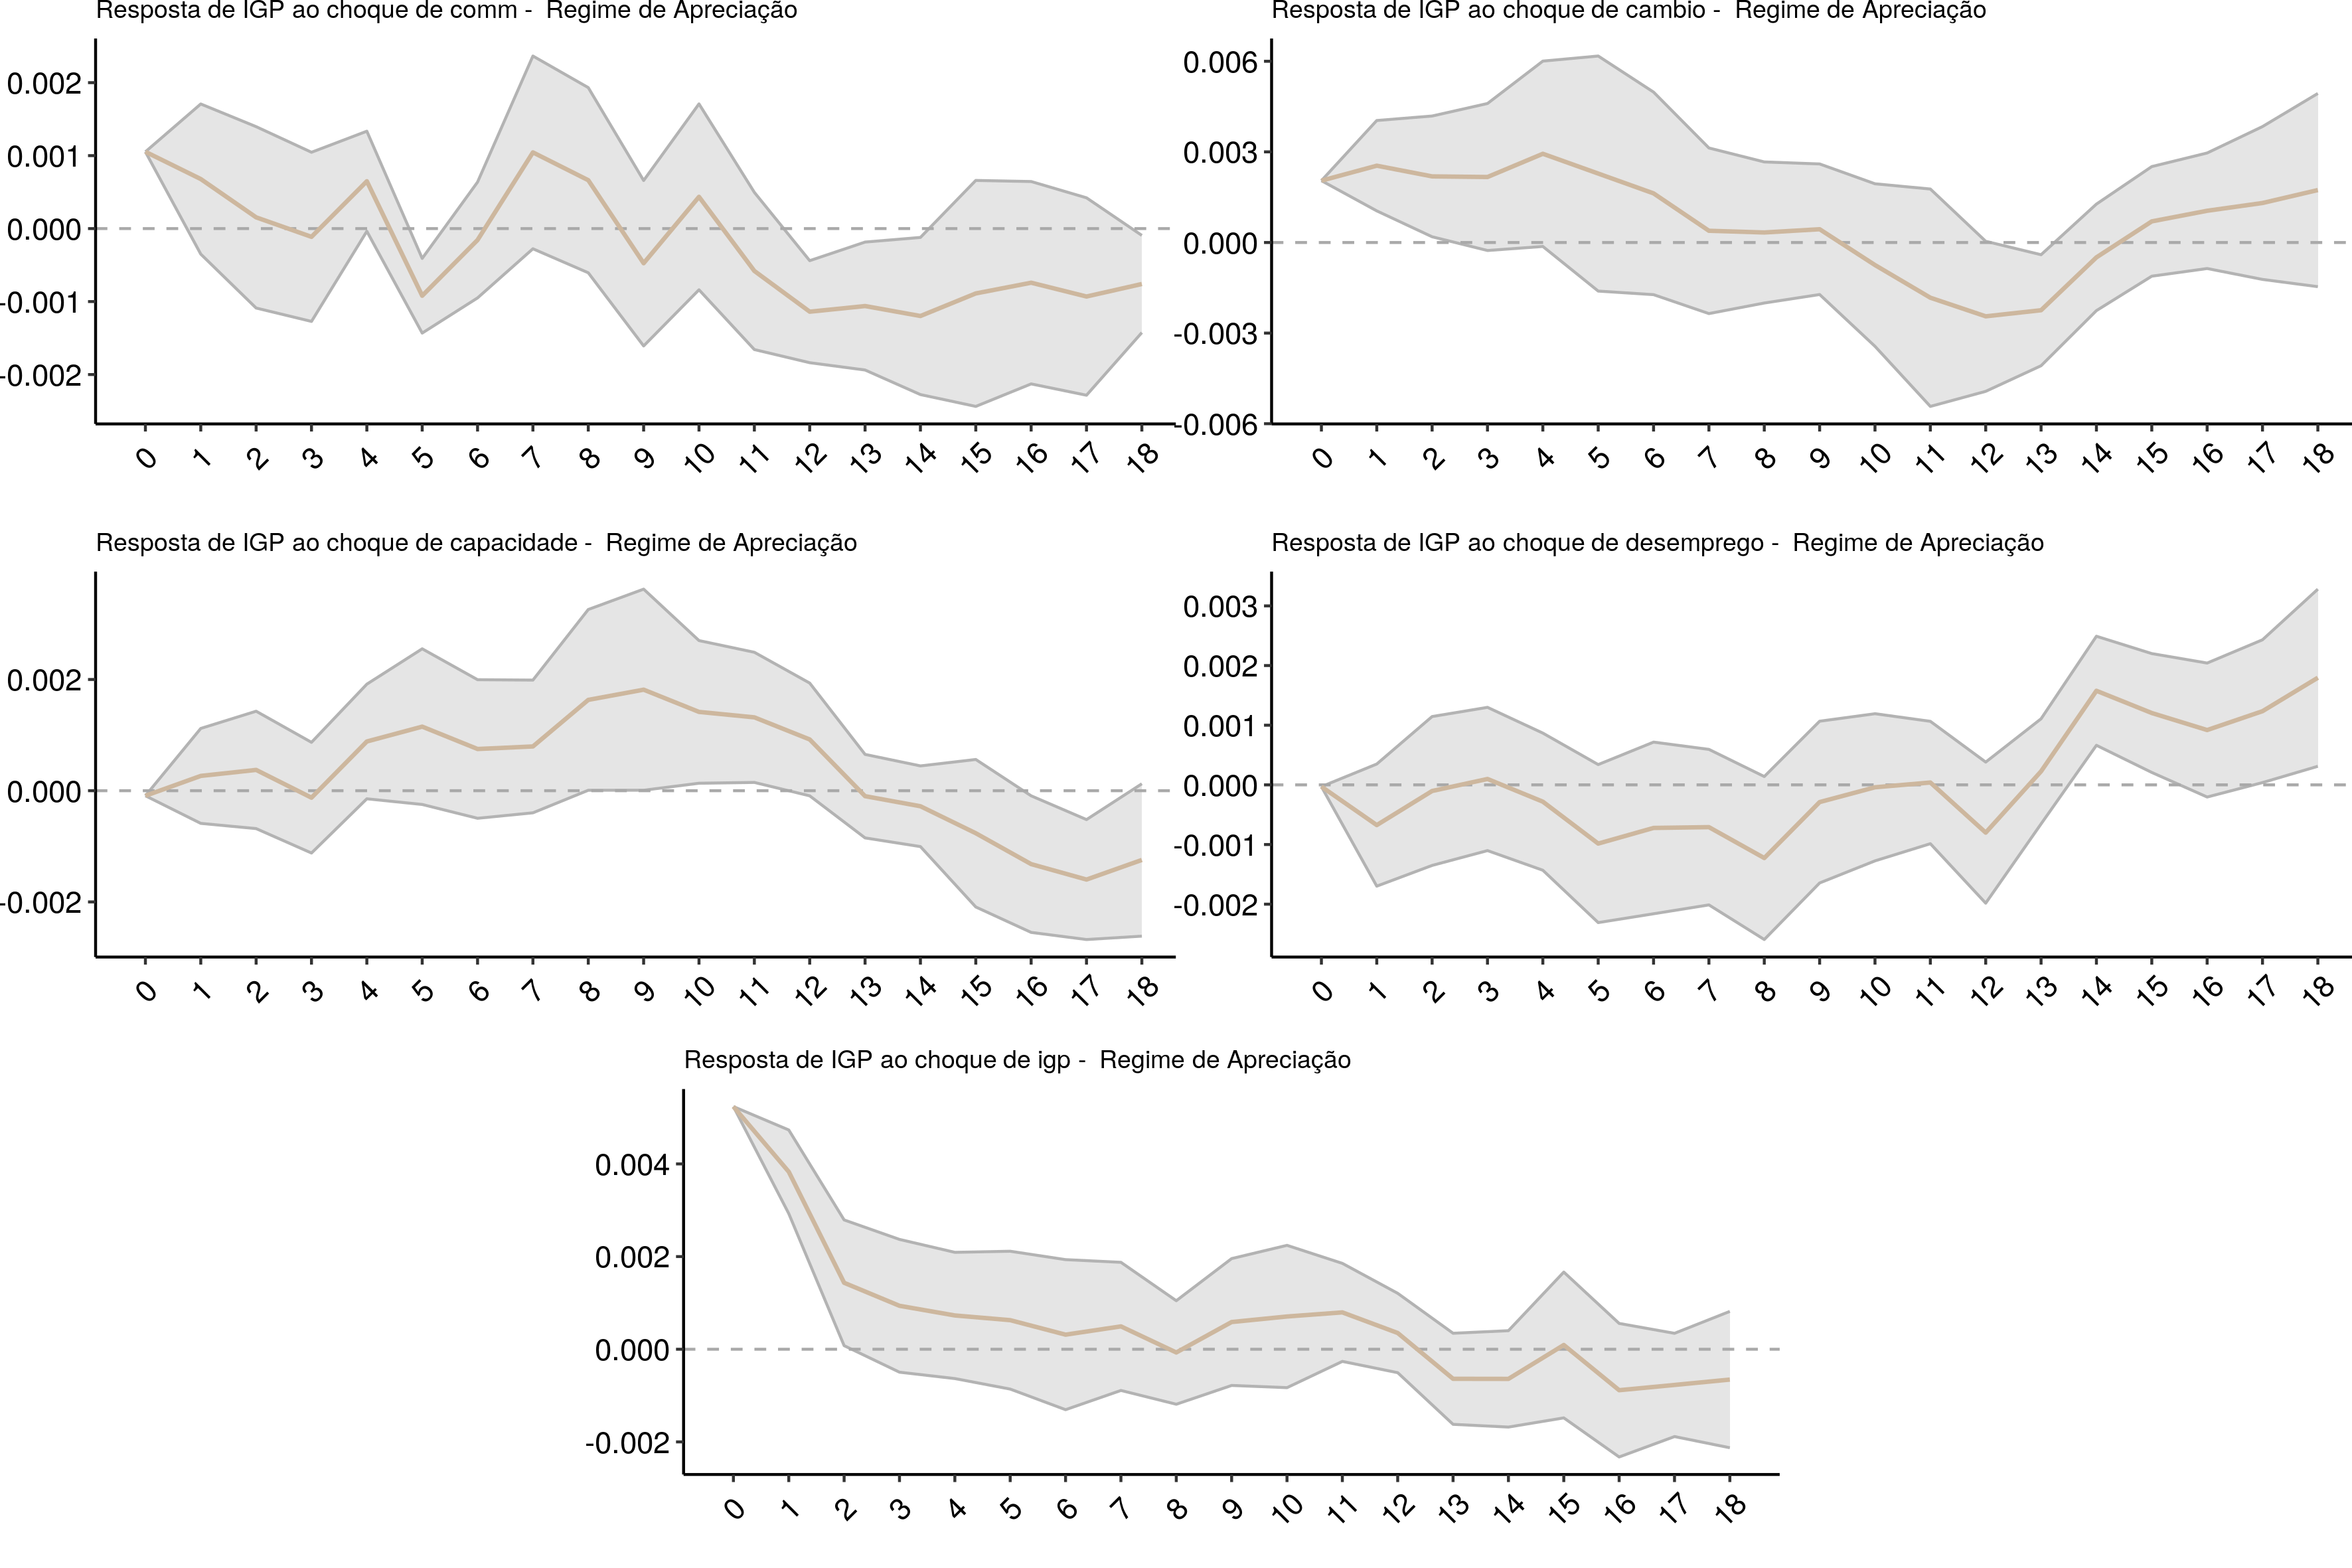 Resposta de IGP ao choque de comm -  Regime de Apreciação
0.002
0.001
0.000
-0.001
-0.002
0 1 2 3 4 5 6 7 8 9 10 11 12 13 14 15 16 17 18
Resposta de IGP ao choque de cambio -  Regime de Apreciação
0.006
0.003
0.000
-0.003
-0.006
0 1 2 3 4 5 6 7 8 9 10 11 12 13 14 15 16 17 18
Resposta de IGP ao choque de capacidade -  Regime de Apreciação
0.002
0.000
-0.002
0 1 2 3 4 5 6 7 8 9 10 11 12 13 14 15 16 17 18
Resposta de IGP ao choque de desemprego -  Regime de Apreciação
0.003
0.002
0.001
0.000
-0.001
-0.002
0 1 2 3 4 5 6 7 8 9 10 11 12 13 14 15 16 17 18
Resposta de IGP ao choque de igp -  Regime de Apreciação
0.004
0.002
0.000
-0.002
0 1 2 3 4 5 6 7 8 9 10 11 12 13 14 15 16 17 18